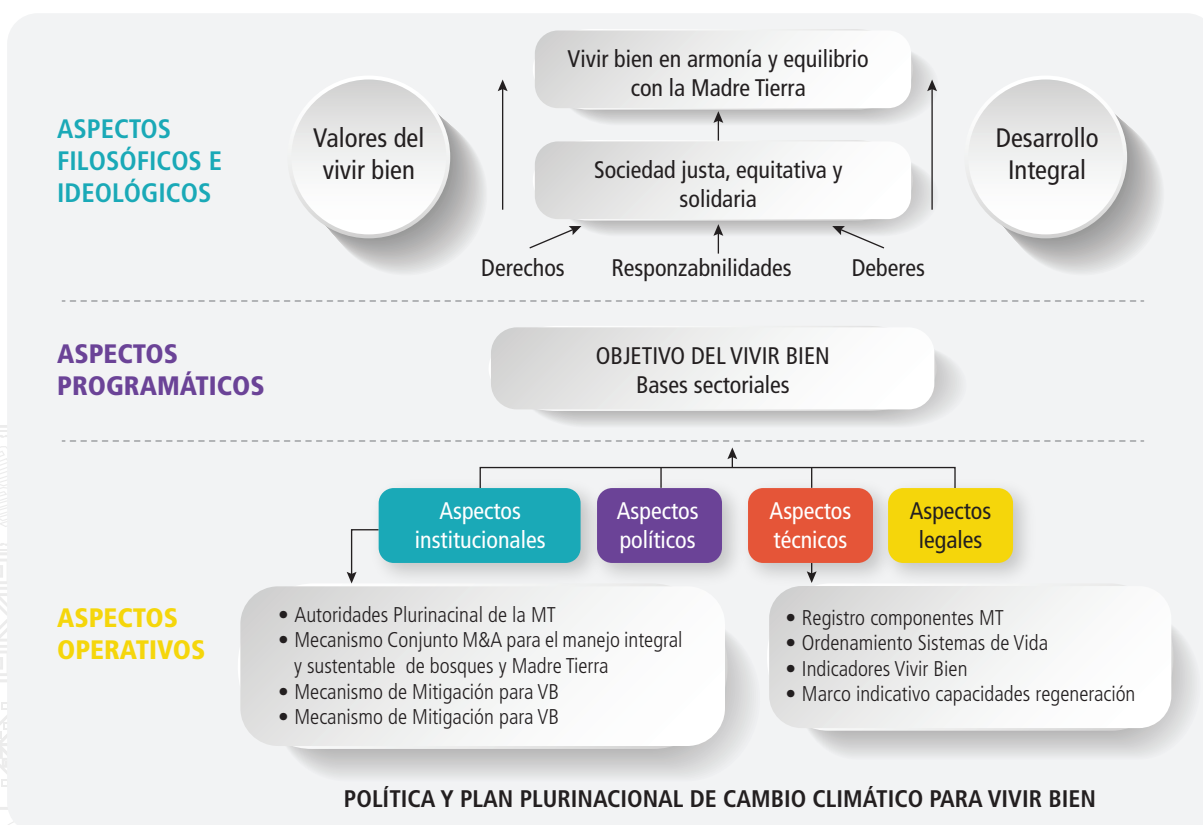 ASPECTOS
FILOSÓFICOS E
IDEOLÓGICOS
Valores del
vivir bien
Vivir bien en armonía y equilibrio
con la Madre Tierra
Sociedad justa, equitativa y
solidaria
Derechos
Responzabnilidades
Deberes
Desarrollo
Integral
ASPECTOS
PROGRAMÁTICOS
OBJETIVO DEL VIVIR BIEN
Bases sectoriales
ASPECTOS
OPERATIVOS
Aspectos
institucionales
Aspectos
políticos
Aspectos
técnicos
Aspectos
legales
• Autoridades Plurinacinal de la MT
• Mecanismo Conjunto M&A para el manejo integral
y sustentable de bosques y Madre Tierra
• Mecanismo de Mitigación para VB
• Mecanismo de Mitigación para VB
• Registro componentes MT
• Ordenamiento Sistemas de Vida
• Indicadores Vivir Bien
• Marco indicativo capacidades regeneración
POLÍTICA Y PLAN PLURINACIONAL DE CAMBIO CLIMÁTICO PARA VIVIR BIEN